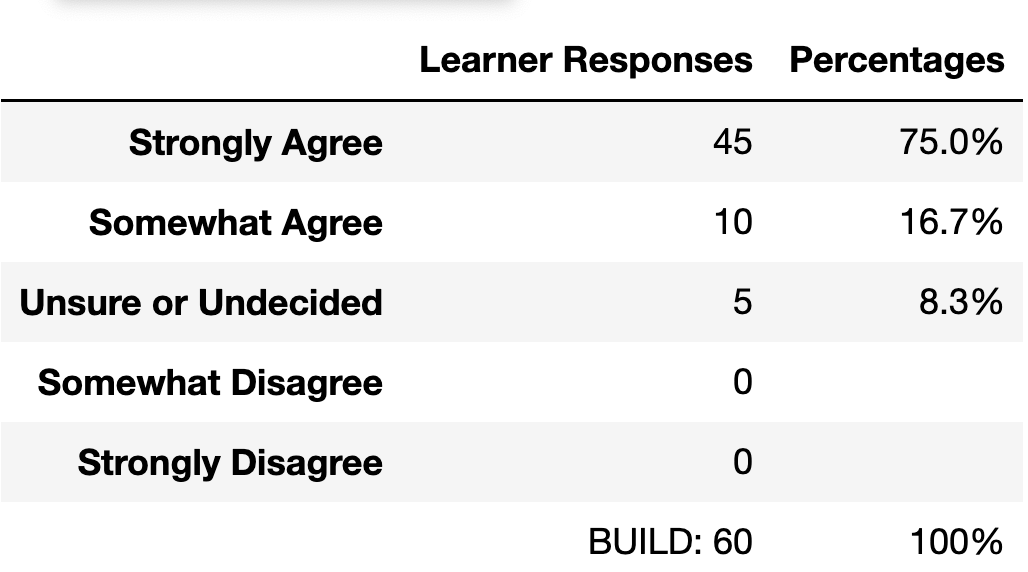 Learner Responses Percentages
Strongly Agree 45 75.0%
Somewhat Agree 10 16.7%
Unsure or Undecided 5 8.3%
Somewhat Disagree 0
Strongly Disagree 0
BUILD: 60 100%